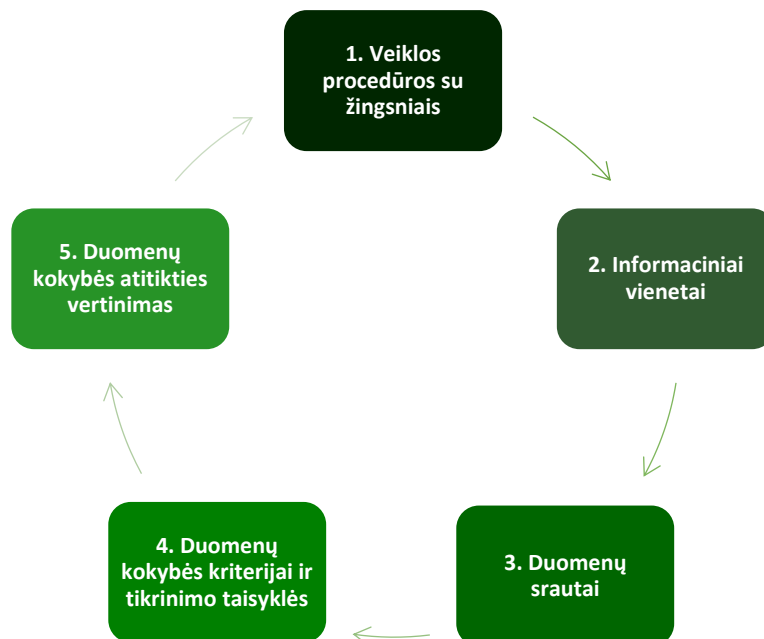 1. Veiklos
procedūros su
žingsniais
2. Informaciniai
vienetai
3. Duomenų
srautai
4. Duomenų
kokybės kriterijai ir
tikrinimo taisyklės
5. Duomenų
kokybės atitikties
vertinimas